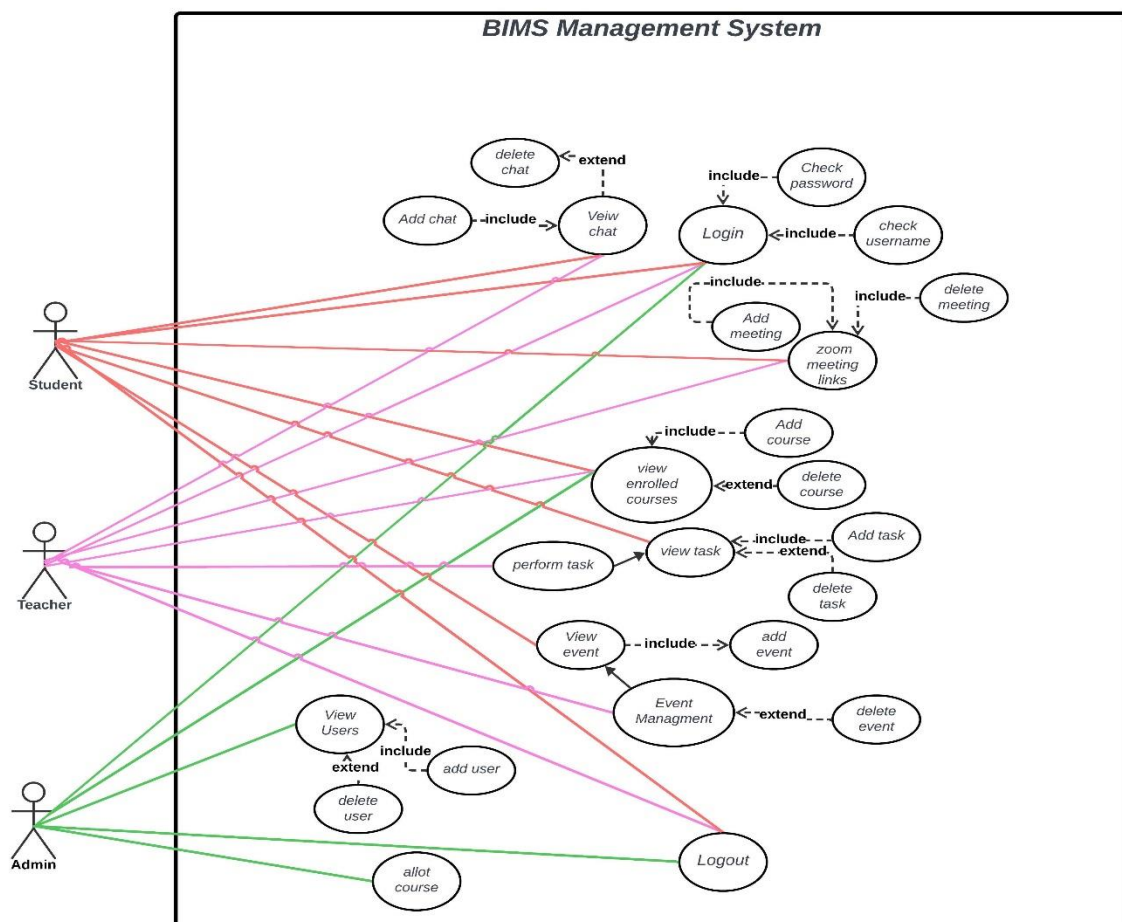 BIMS Management System
delete
chat
extend
Add chat
include
Veiw
chat
include
Check
password
Login
include
check
username
include
Add
meeting
include
delete
meeting
zoom
meeting
links
Student
include
Add
course
view
enrolled
courses
extend
delete
course
Teacher
perform task
view task
include
extend
Add task
delete
task
View
event
include
add
event
Event
Managment
extend
delete
event
View
Users
include
extend
add user
delete
user
Admin
allot
course
Logout